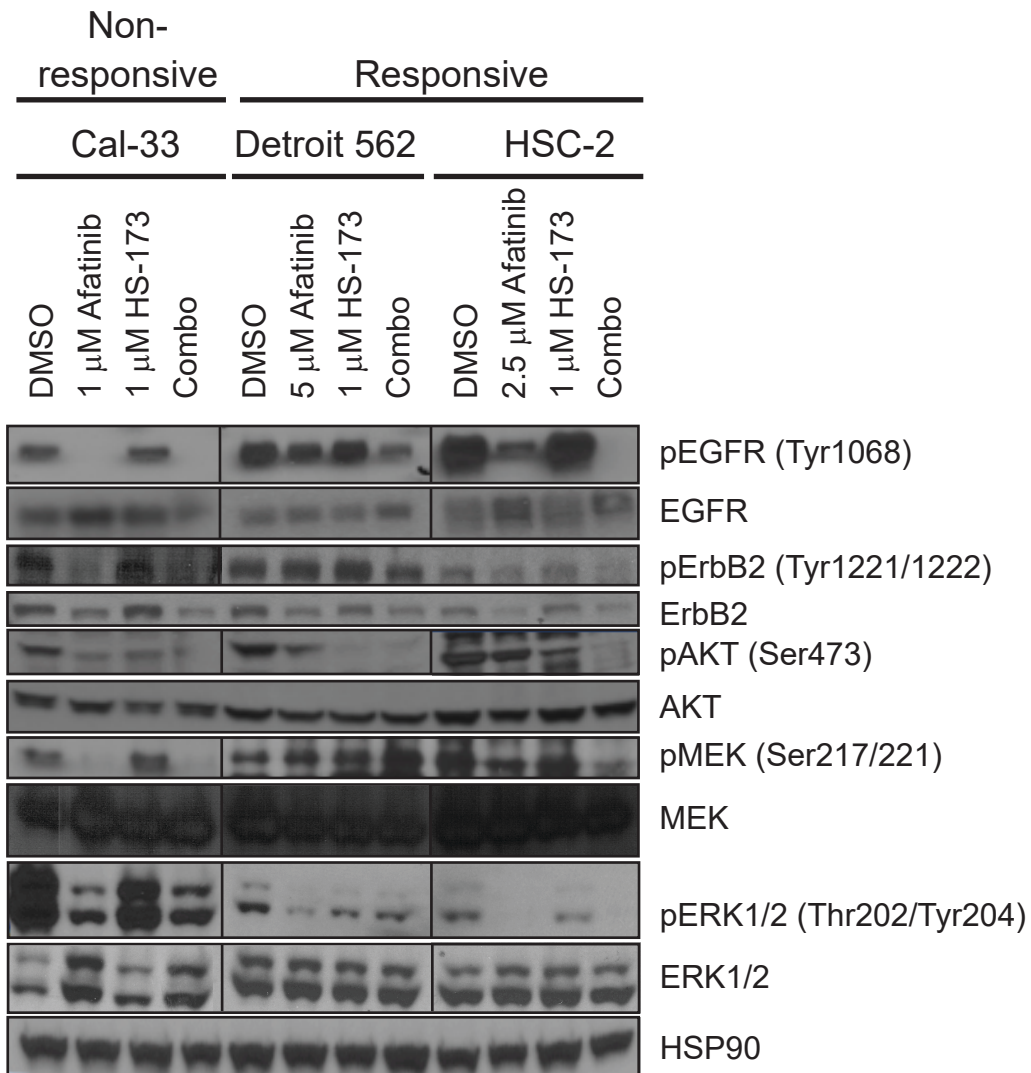 Non-
responsive
Responsive
Cal-33
Detroit 562
HSC-2
DMSO
1 μM Afatinib
1 μM HS-173
Combo
DMSO
5 μM Afatinib
1 μM HS-173
Combo
DMSO
2.5 μM Afatinib
1 μM HS-173
Combo
pEGFR (Tyr1068)
EGFR
pErbB2 (Tyr1221/1222)
ErbB2
pAKT (Ser473)
AKT
pMEK (Ser217/221)
MEK
pERK1/2 (Thr202/Tyr204)
ERK1/2
HSP90